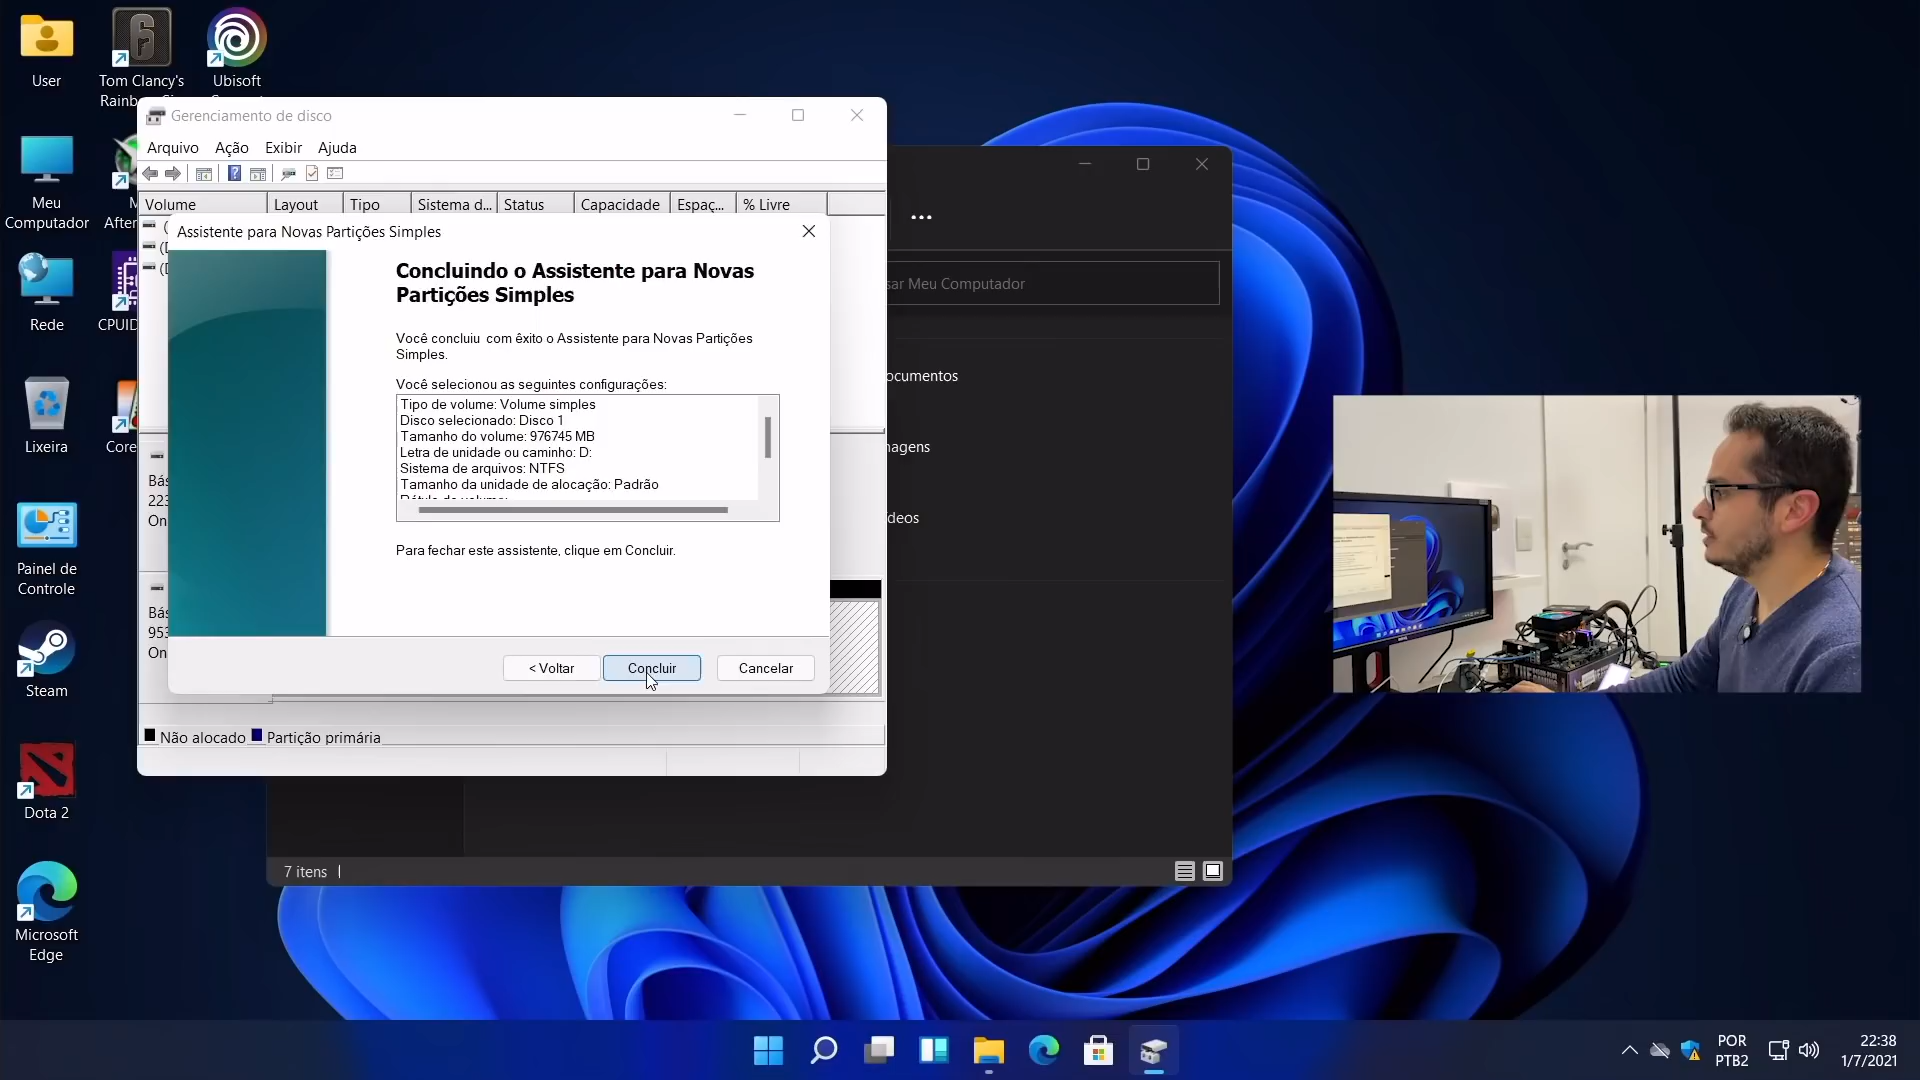 User
Tom Clancy's
Ubisoft
Meu
Computador
Rede
CPUID
Lixeira
Core
Painel de
Controle
Steam
Dota 2
Microsoft
Edge
Gerenciamento de disco
Arquivo Ação Exibir Ajuda
Volume Layout Tipo Sistema d... Status Capacidade Espaç... % Livre
Assistente para Novas Partições Simples
Concluindo o Assistente para Novas
Partições Simples
Você concluiu com êxito o Assistente para Novas Partições
Simples.
Você selecionou as seguintes configurações:
Tipo de volume: Volume simples
Disco selecionado: Disco 1
Tamanho do volume: 976745 MB
Letra de unidade ou caminho: D:
Sistema de arquivos: NTFS
Tamanho da unidade de alocação: Padrão
Para fechar este assistente, clique em Concluir.
< Voltar Concluir Cancelar
Não alocado Partição primária
...
sar Meu Computador
ocumentos
agens
deos
7 itens
POR
PTB2
22:38
1/7/2021